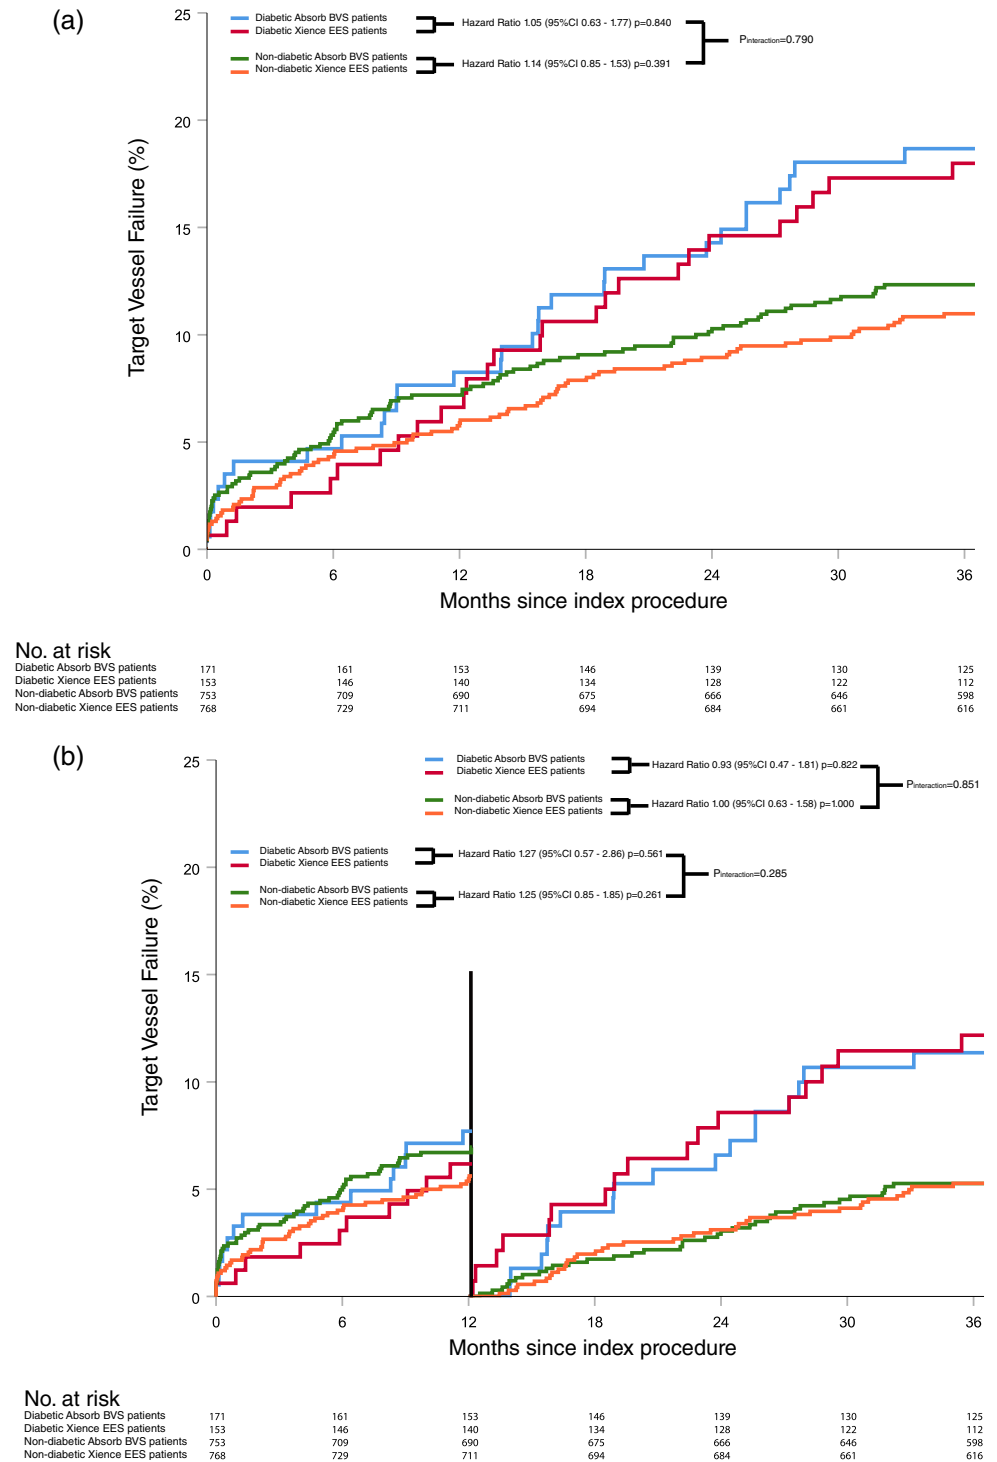 (a)
25
20
15
10
5
0
Target Vessel Failure (%)
Diabetic Absorb BVS patients
Diabetic Xience EES patients
Hazard Ratio 1.05 (95%CI 0.63 - 1.77) p=0.840
Non-diabetic Absorb BVS patients
Non-diabetic Xience EES patients
Hazard Ratio 1.14 (95%CI 0.85 - 1.53) p=0.391
Pinteraction=0.790
0 6 12 18 24 30 36
Months since index procedure
No. at risk
Diabetic Absorb BVS patients 171 161 153 146 139 130 125
Diabetic Xience EES patients 153 146 140 134 128 122 112
Non-diabetic Absorb BVS patients 753 709 690 675 666 646 598
Non-diabetic Xience EES patients 768 729 711 694 684 661 616
(b)
25
20
15
10
5
0
Target Vessel Failure (%)
Diabetic Absorb BVS patients
Diabetic Xience EES patients
Hazard Ratio 0.93 (95%CI 0.47 - 1.81) p=0.822
Non-diabetic Absorb BVS patients
Non-diabetic Xience EES patients
Hazard Ratio 1.00 (95%CI 0.63 - 1.58) p=1.000
Pinteraction=0.851
Diabetic Absorb BVS patients
Diabetic Xience EES patients
Hazard Ratio 1.27 (95%CI 0.57 - 2.86) p=0.561
Non-diabetic Absorb BVS patients
Non-diabetic Xience EES patients
Hazard Ratio 1.25 (95%CI 0.85 - 1.85) p=0.261
Pinteraction=0.285
0 6 12 18 24 30 36
Months since index procedure
No. at risk
Diabetic Absorb BVS patients 171 161 153 146 139 130 125
Diabetic Xience EES patients 153 146 140 134 128 122 112
Non-diabetic Absorb BVS patients 753 709 690 675 666 646 598
Non-diabetic Xience EES patients 768 729 711 694 684 661 616